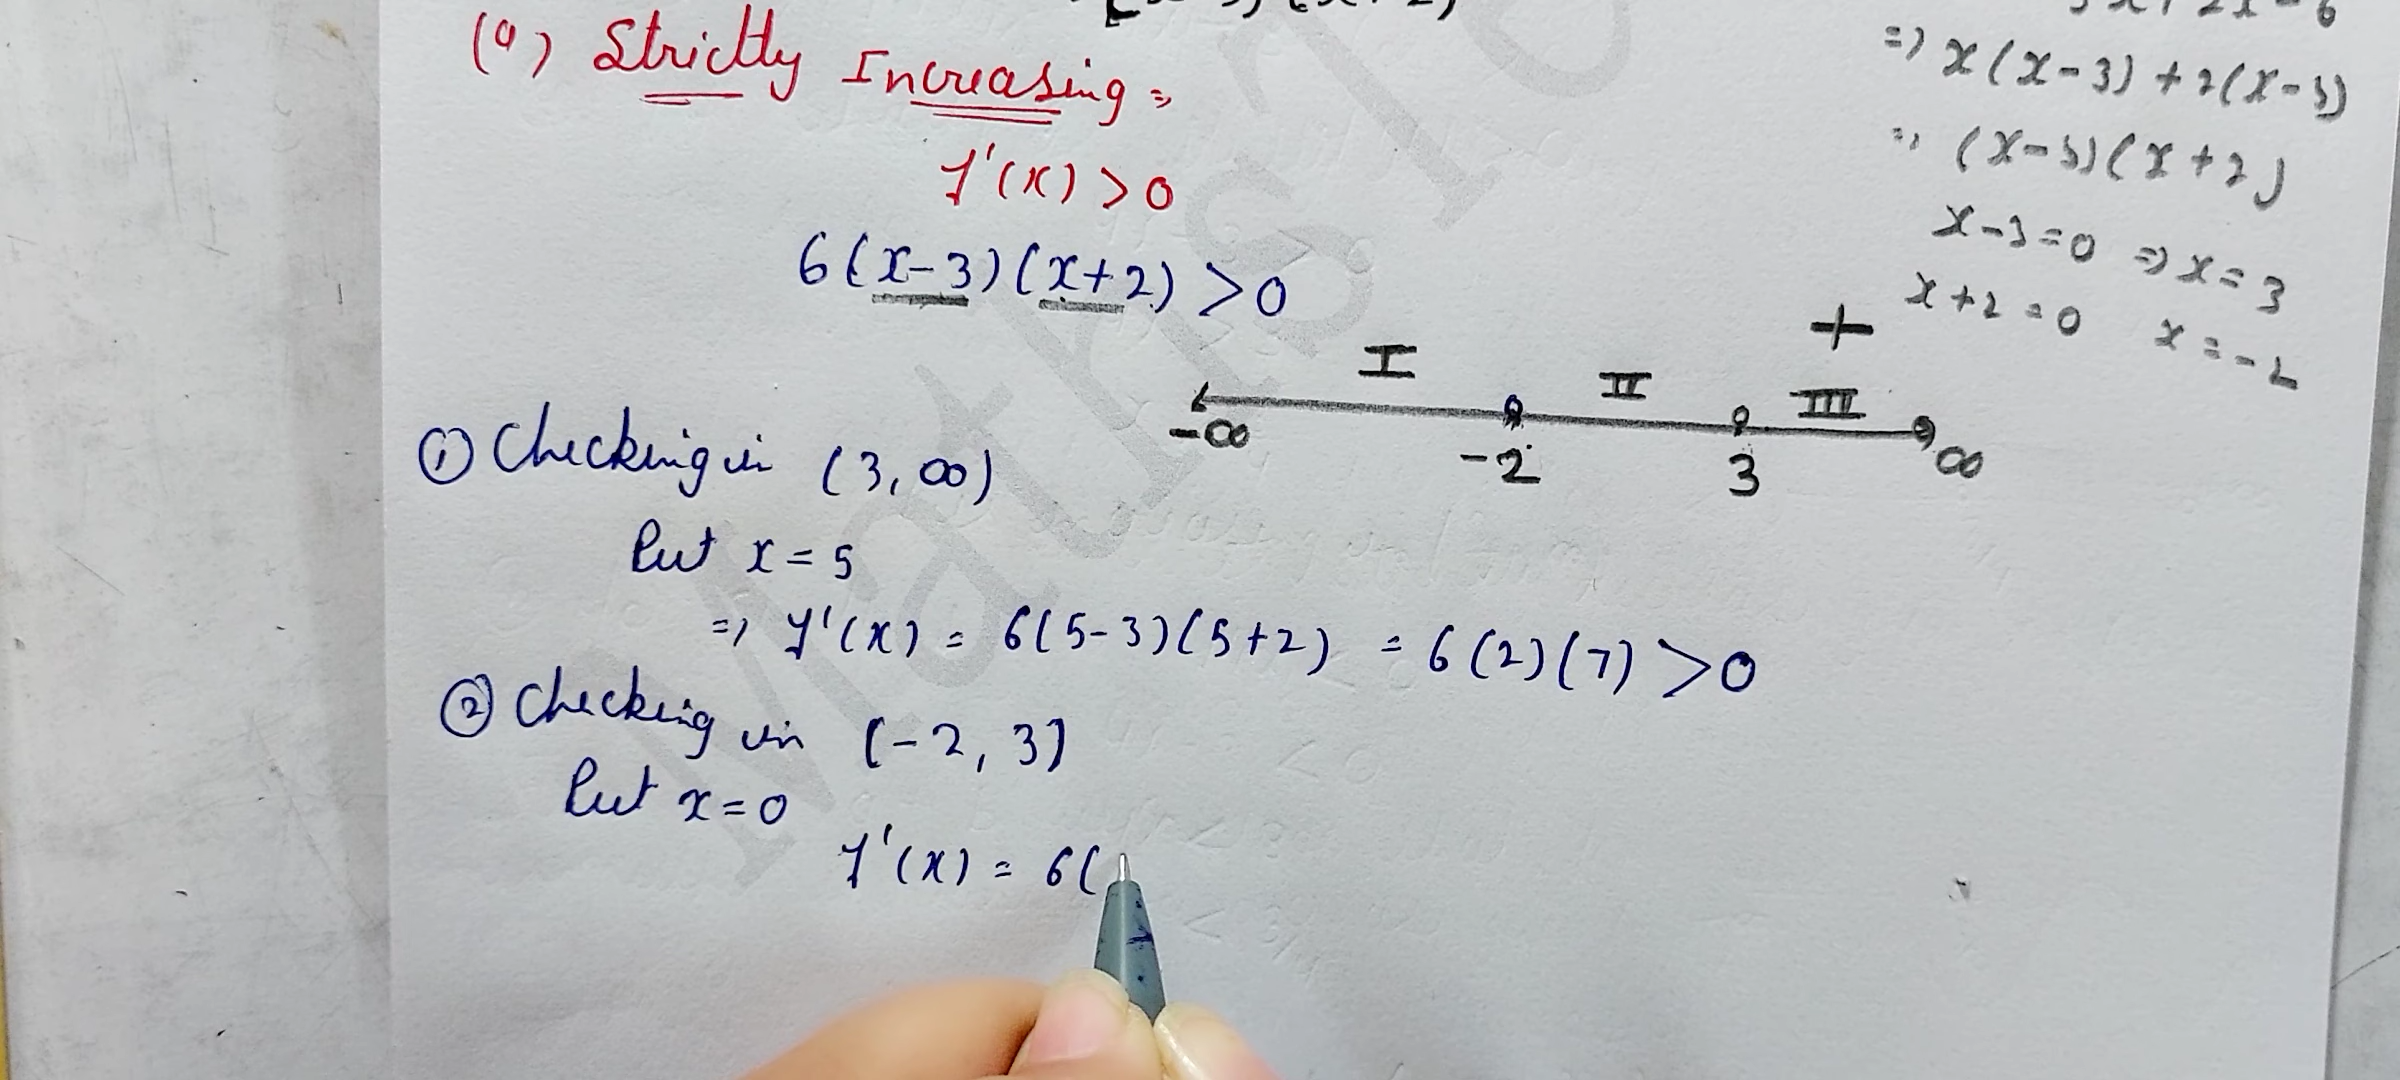 (a) Strictly Increasing =
f'(x) > 0
6(x-3)(x+2) > 0
=) x(x-3) + 2(x-3)
=) (x-3)(x+2)
x-3=0 => x=3
x+2=0 x=-2
+
I II III
-∞ -2 3 ∞
① Checking in (3, ∞)
Put x=5
=) f'(x) = 6(5-3)(5+2) = 6(2)(7) > 0
② Checking in (-2, 3)
Put x=0
f'(x) = 6(
Maths